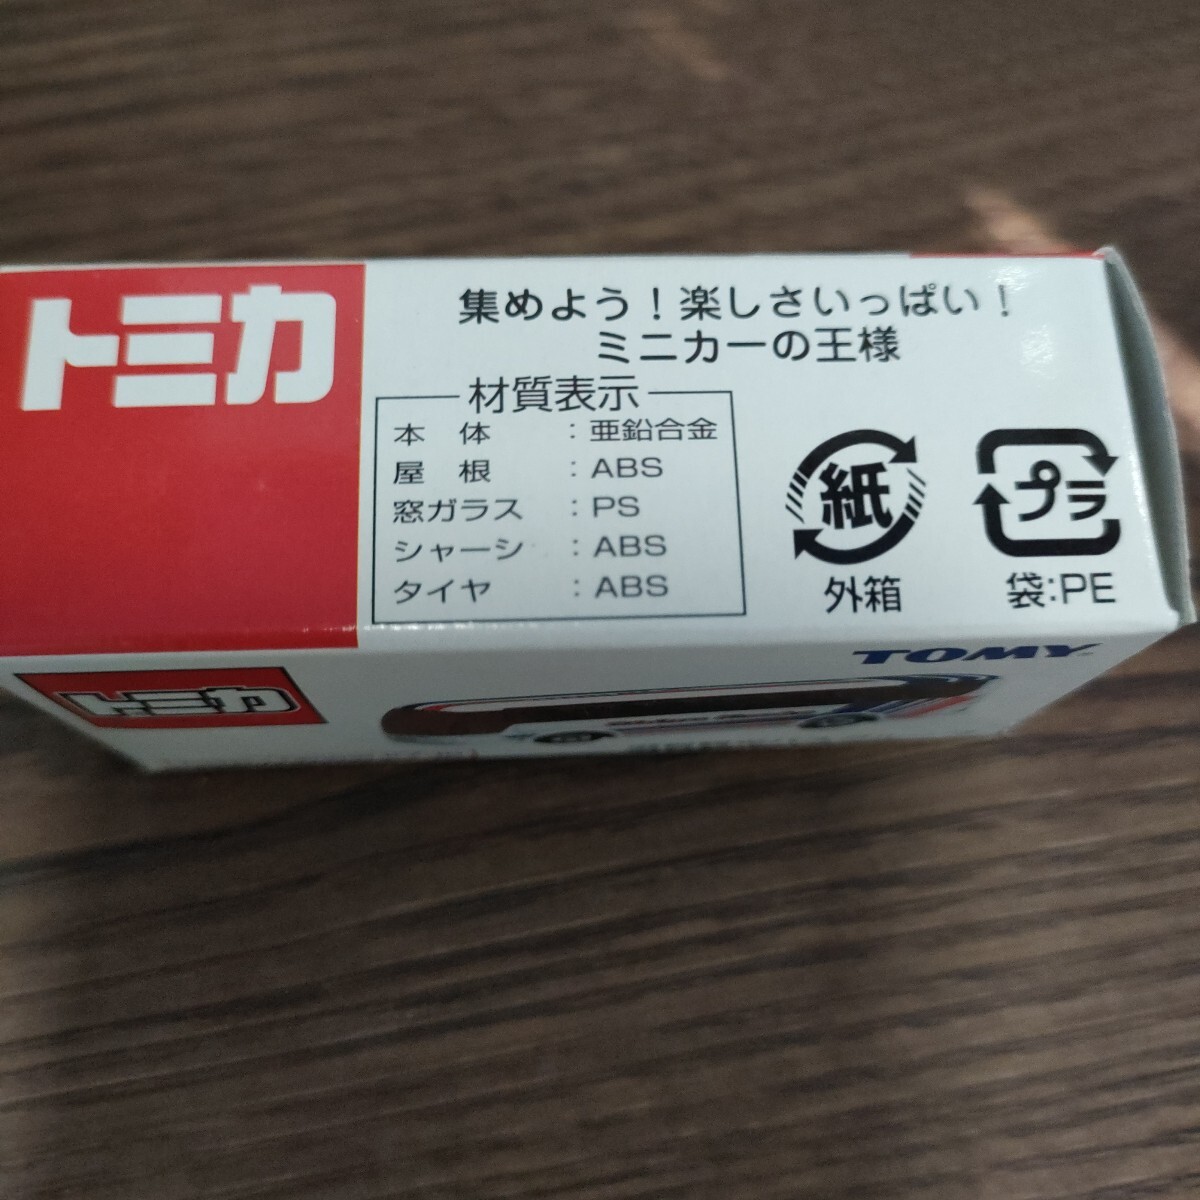 トミカ
集めよう！楽しさいっぱい！
ミニカーの王様
材質表示
本 体 : 亜鉛合金
屋 根 : ABS
窓ガラス : PS
シャーシ : ABS
タイヤ : ABS
紙
外箱
プラ
袋:PE
TOMY
トミカ